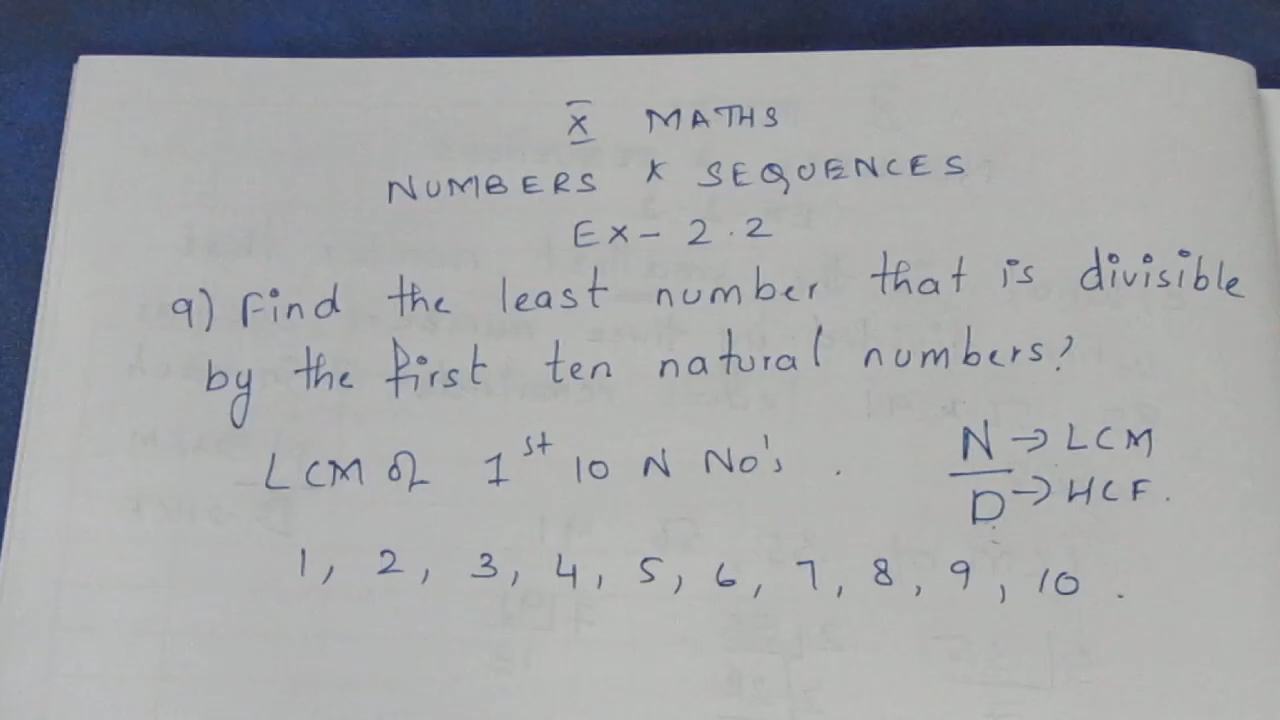 X MATHS
NUMBERS & SEQUENCES
Ex- 2.2
9) Find the least number that is divisible
by the first ten natural numbers?
LCM of 1st 10 N No's .
N → LCM
D → HCF.
1, 2, 3, 4, 5, 6, 7, 8, 9, 10 .